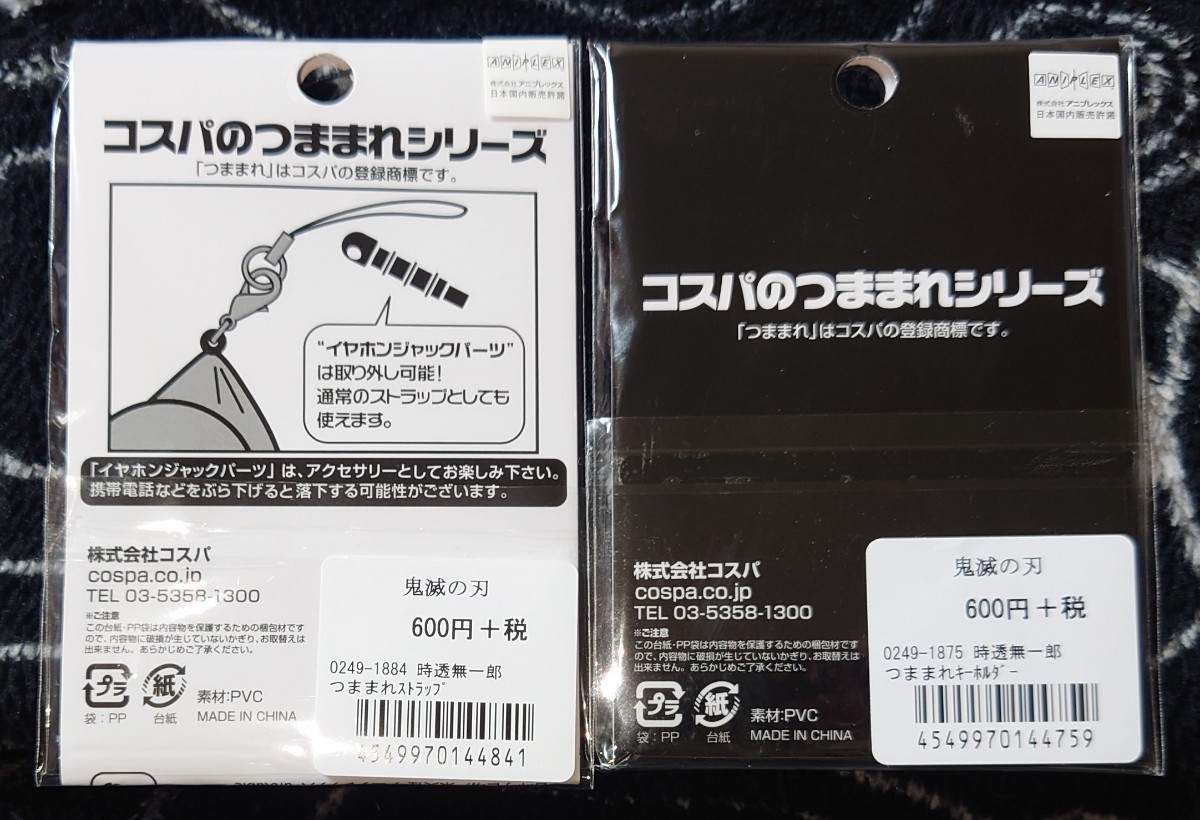 ANIPLEX
株式会社 アニプレックス
日本国内販売許諾
コスパのつままれシリーズ
「つままれ」はコスパの登録商標です。
“イヤホンジャックパーツ”
は取り外し可能!
通常のストラップとしても
使えます。
「イヤホンジャックパーツ」は、アクセサリーとしてお楽しみ下さい。
携帯電話などをぶら下げると落下する可能性がございます。
株式会社コスパ
cospa.co.jp
TEL 03-5358-1300
※ご注意
この台紙・PP袋は内容物を保護するための梱包材です
ので、内容物に破損が生じていないかぎり、お取替えは
出来ません。あらかじめご了承ください。
プラ
紙
袋:PP
台紙
素材:PVC
MADE IN CHINA
鬼滅の刃
600円+税
0249-1884 時透無一郎
つままれストラップ
4549970144841
ANIPLEX
株式会社 アニプレックス
日本国内販売許諾
コスパのつままれシリーズ
「つままれ」はコスパの登録商標です。
株式会社コスパ
cospa.co.jp
TEL 03-5358-1300
※ご注意
この台紙・PP袋は内容物を保護するための梱包材です
ので、内容物に破損が生じていないかぎり、お取替えは
出来ません。あらかじめご了承ください。
プラ
紙
袋:PP
台紙
素材:PVC
MADE IN CHINA
鬼滅の刃
600円+税
0249-1875 時透無一郎
つままれキーホルダー
4549970144759